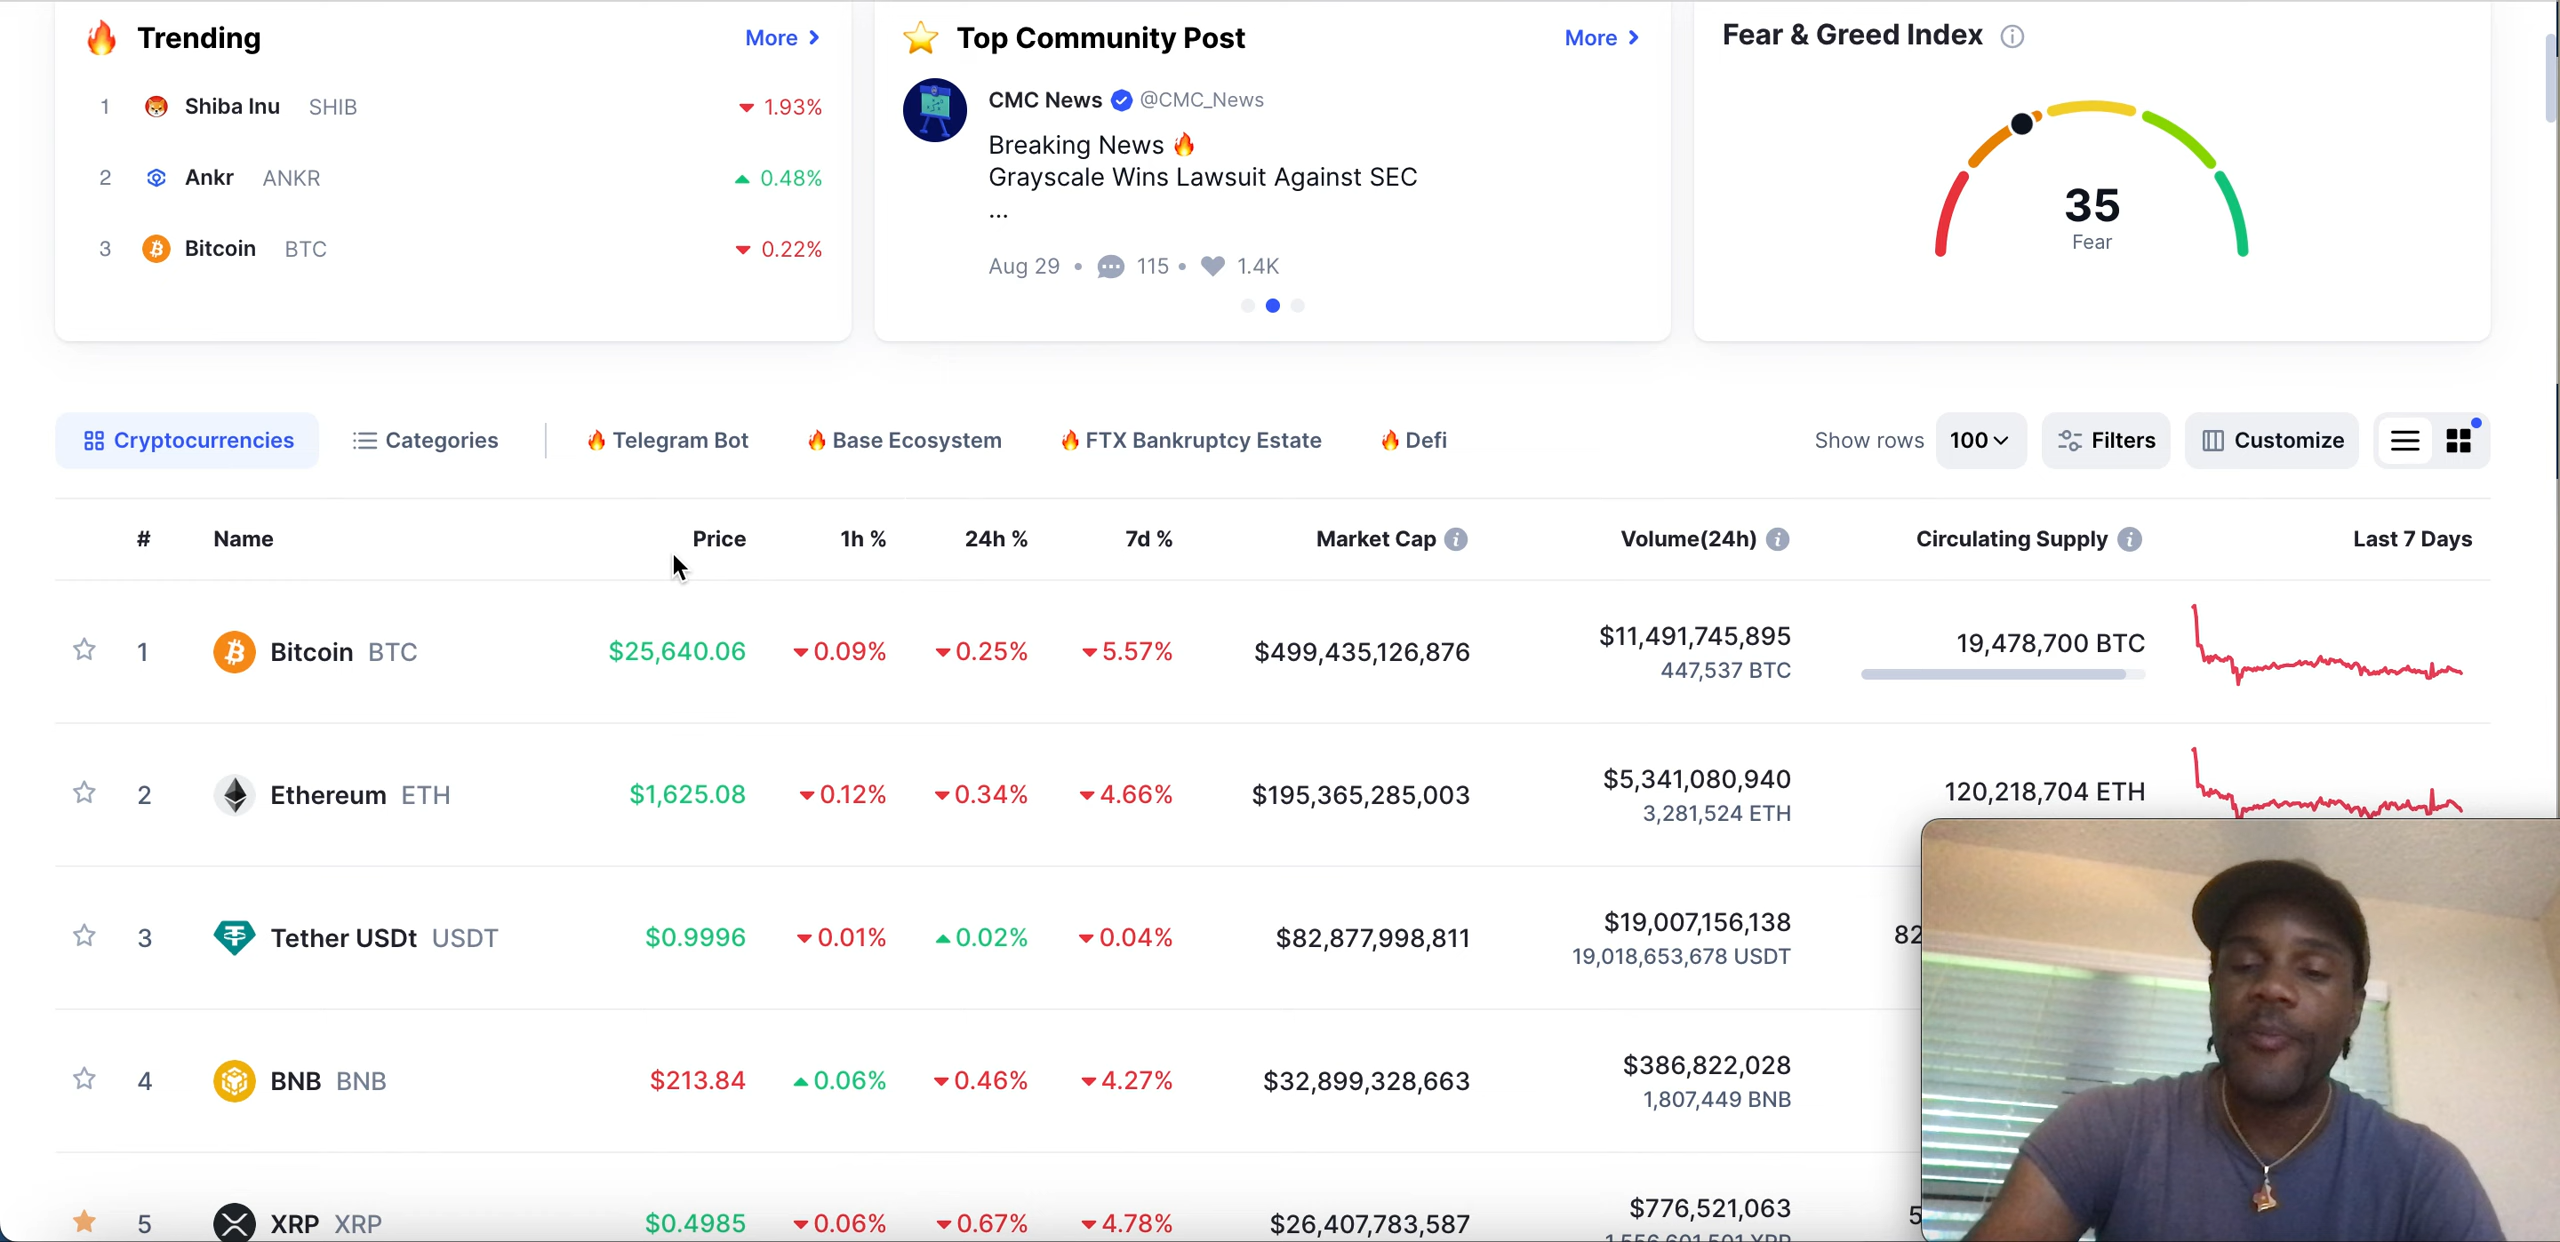 Trending
More
1 Shiba Inu SHIB 1.93%
2 Ankr ANKR 0.48%
3 Bitcoin BTC 0.22%
Top Community Post
More
CMC News @CMC_News
Breaking News
Grayscale Wins Lawsuit Against SEC
...
Aug 29 • 115 • 1.4K
Fear & Greed Index
35
Fear
Cryptocurrencies Categories Telegram Bot Base Ecosystem FTX Bankruptcy Estate Defi Show rows 100 Filters Customize
# Name Price 1h % 24h % 7d % Market Cap Volume(24h) Circulating Supply Last 7 Days
1 Bitcoin BTC $25,640.06 0.09% 0.25% 5.57% $499,435,126,876 $11,491,745,895 19,478,700 BTC
447,537 BTC
2 Ethereum ETH $1,625.08 0.12% 0.34% 4.66% $195,365,285,003 $5,341,080,940 120,218,704 ETH
3,281,524 ETH
3 Tether USDt USDT $0.9996 0.01% 0.02% 0.04% $82,877,998,811 $19,007,156,138 82
19,018,653,678 USDT
4 BNB BNB $213.84 0.06% 0.46% 4.27% $32,899,328,663 $386,822,028
1,807,449 BNB
5 XRP XRP $0.4985 0.06% 0.67% 4.78% $26,407,783,587 $776,521,063 5